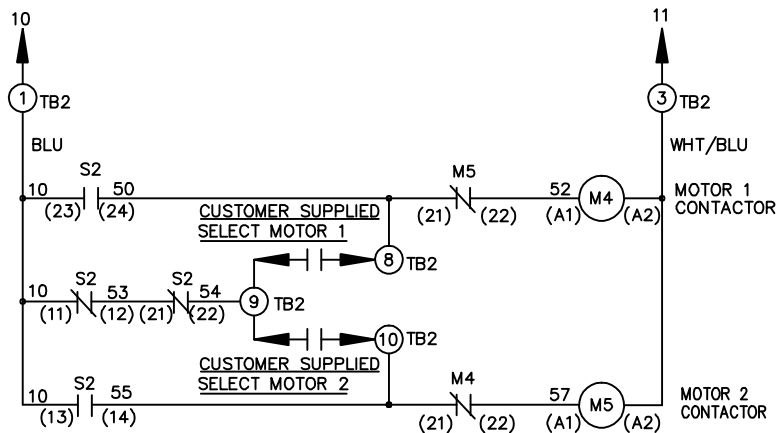 10 11
1 TB2 3 TB2
BLU WHT/BLU
S2 M5
10 50 52 M4 MOTOR 1
(23) (24) (21) (22) (A1) (A2) CONTACTOR
CUSTOMER SUPPLIED
SELECT MOTOR 1
8 TB2
10 S2 53 S2 54
(11) (12) (21) (22) 9 TB2
10 TB2
CUSTOMER SUPPLIED
SELECT MOTOR 2
S2 M4
10 55 57 M5 MOTOR 2
(13) (14) (21) (22) (A1) (A2) CONTACTOR